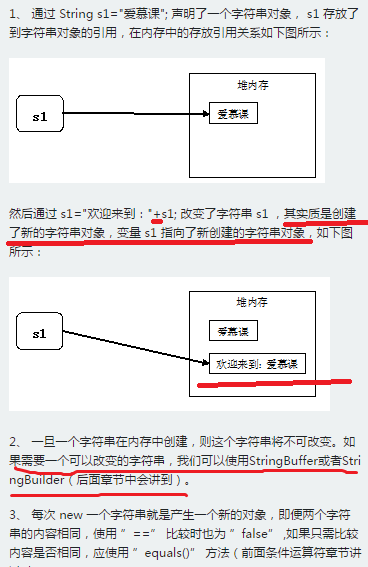 1、 通过 String s1="爱慕课"; 声明了一个字符串对象， s1 存放了
到字符串对象的引用，在内存中的存放引用关系如下图所示：
堆内存
s1
爱慕课
然后通过 s1="欢迎来到："+s1; 改变了字符串 s1 ，其实质是创建
了新的字符串对象，变量 s1 指向了新创建的字符串对象，如下图
所示：
堆内存
s1
爱慕课
欢迎来到: 爱慕课
2、 一旦一个字符串在内存中创建，则这个字符串将不可改变。如
果需要一个可以改变的字符串，我们可以使用StringBuffer或者Stri
ngBuilder（后面章节中会讲到）。
3、 每次 new 一个字符串就是产生一个新的对象，即便两个字符
串的内容相同，使用 ”==” 比较时也为 ”false” ,如果只需比较
内容是否相同，应使用 ”equals()” 方法（前面条件运算符章节讲